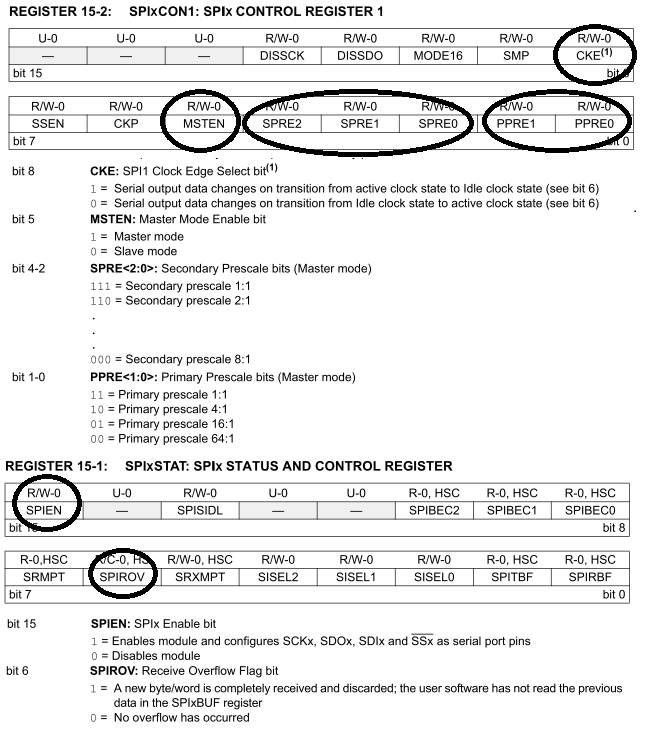 REGISTER 15-2: SPIxCON1: SPIx CONTROL REGISTER 1
U-0 U-0 U-0 R/W-0 R/W-0 R/W-0 R/W-0 R/W-0
— — — DISSCK DISSDO MODE16 SMP CKE(1)
bit 15 bit 8
R/W-0 R/W-0 R/W-0 R/W-0 R/W-0 R/W-0 R/W-0 R/W-0
SSEN CKP MSTEN SPRE2 SPRE1 SPRE0 PPRE1 PPRE0
bit 7 bit 0
bit 8 CKE: SPI1 Clock Edge Select bit(1)
1 = Serial output data changes on transition from active clock state to Idle clock state (see bit 6)
0 = Serial output data changes on transition from Idle clock state to active clock state (see bit 6)
bit 5 MSTEN: Master Mode Enable bit
1 = Master mode
0 = Slave mode
bit 4-2 SPRE<2:0>: Secondary Prescale bits (Master mode)
111 = Secondary prescale 1:1
110 = Secondary prescale 2:1
.
.
.
000 = Secondary prescale 8:1
bit 1-0 PPRE<1:0>: Primary Prescale bits (Master mode)
11 = Primary prescale 1:1
10 = Primary prescale 4:1
01 = Primary prescale 16:1
00 = Primary prescale 64:1
REGISTER 15-1: SPIxSTAT: SPIx STATUS AND CONTROL REGISTER
R/W-0 U-0 R/W-0 U-0 U-0 R-0, HSC R-0, HSC R-0, HSC
SPIEN — SPISIDL — — SPIBEC2 SPIBEC1 SPIBEC0
bit 15 bit 8
R-0,HSC R/C-0, HS R/W-0, HSC R/W-0 R/W-0 R/W-0 R-0, HSC R-0, HSC
SRMPT SPIROV SRXMPT SISEL2 SISEL1 SISEL0 SPITBF SPIRBF
bit 7 bit 0
bit 15 SPIEN: SPIx Enable bit
1 = Enables module and configures SCKx, SDOx, SDIx and SSx as serial port pins
0 = Disables module
bit 6 SPIROV: Receive Overflow Flag bit
1 = A new byte/word is completely received and discarded; the user software has not read the previous
data in the SPIxBUF register
0 = No overflow has occurred